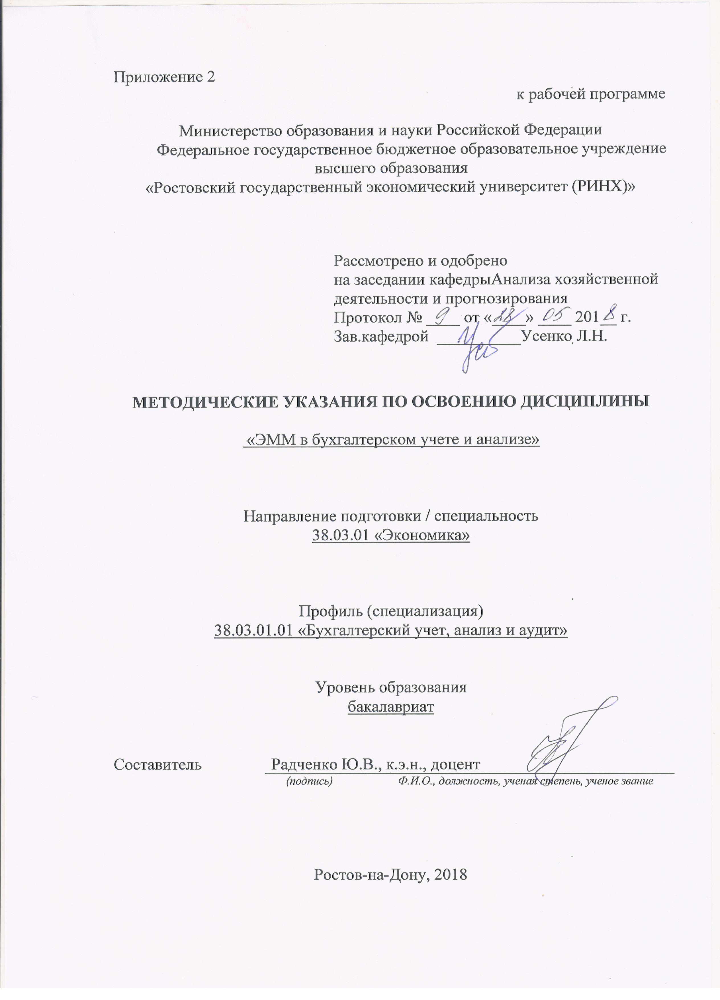 Приложение 2
к рабочей программе
Министерство образования и науки Российской Федерации
Федеральное государственное бюджетное образовательное учреждение
высшего образования
«Ростовский государственный экономический университет (РИНХ)»
Рассмотрено и одобрено
на заседании кафедрыАнализа хозяйственной
деятельности и прогнозирования
Протокол № 9 от «28» 05 2018 г.
Зав.кафедрой Усенко Л.Н.
МЕТОДИЧЕСКИЕ УКАЗАНИЯ ПО ОСВОЕНИЮ ДИСЦИПЛИНЫ
«ЭММ в бухгалтерском учете и анализе»
Направление подготовки / специальность
38.03.01 «Экономика»
Профиль (специализация)
38.03.01.01 «Бухгалтерский учет, анализ и аудит»
Уровень образования
бакалавриат
Составитель Радченко Ю.В., к.э.н., доцент
(подпись) Ф.И.О., должность, ученая степень, ученое звание
Ростов-на-Дону, 2018